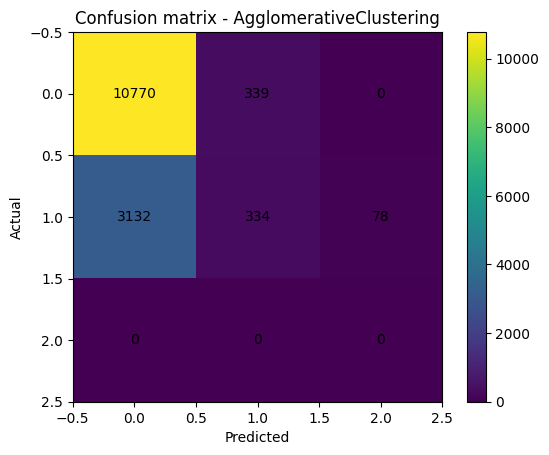 Confusion matrix - AgglomerativeClustering
−0.5
0.0
0.5
1.0
1.5
2.0
2.5
Actual
10770 339 0
3132 334 78
0 0 0
−0.5 0.0 0.5 1.0 1.5 2.0 2.5
Predicted
10000
8000
6000
4000
2000
0